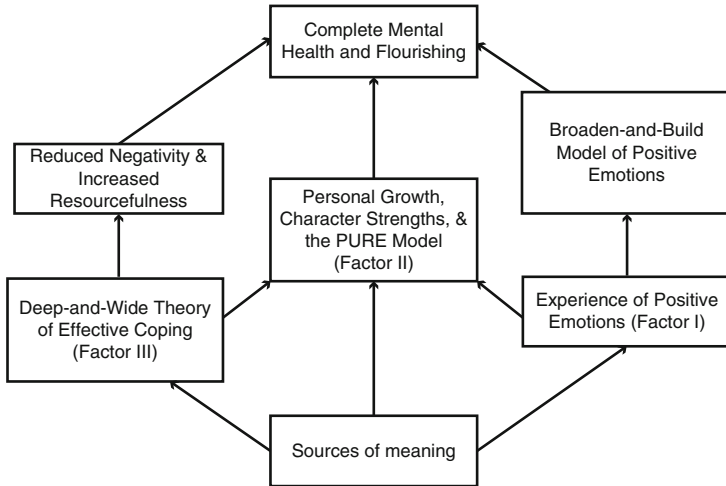 Complete Mental
Health and Flourishing
Reduced Negativity &
Increased
Resourcefulness
Broaden-and-Build
Model of Positive
Emotions
Personal Growth,
Character Strengths, &
the PURE Model
(Factor II)
Deep-and-Wide Theory
of Effective Coping
(Factor III)
Experience of Positive
Emotions (Factor I)
Sources of meaning